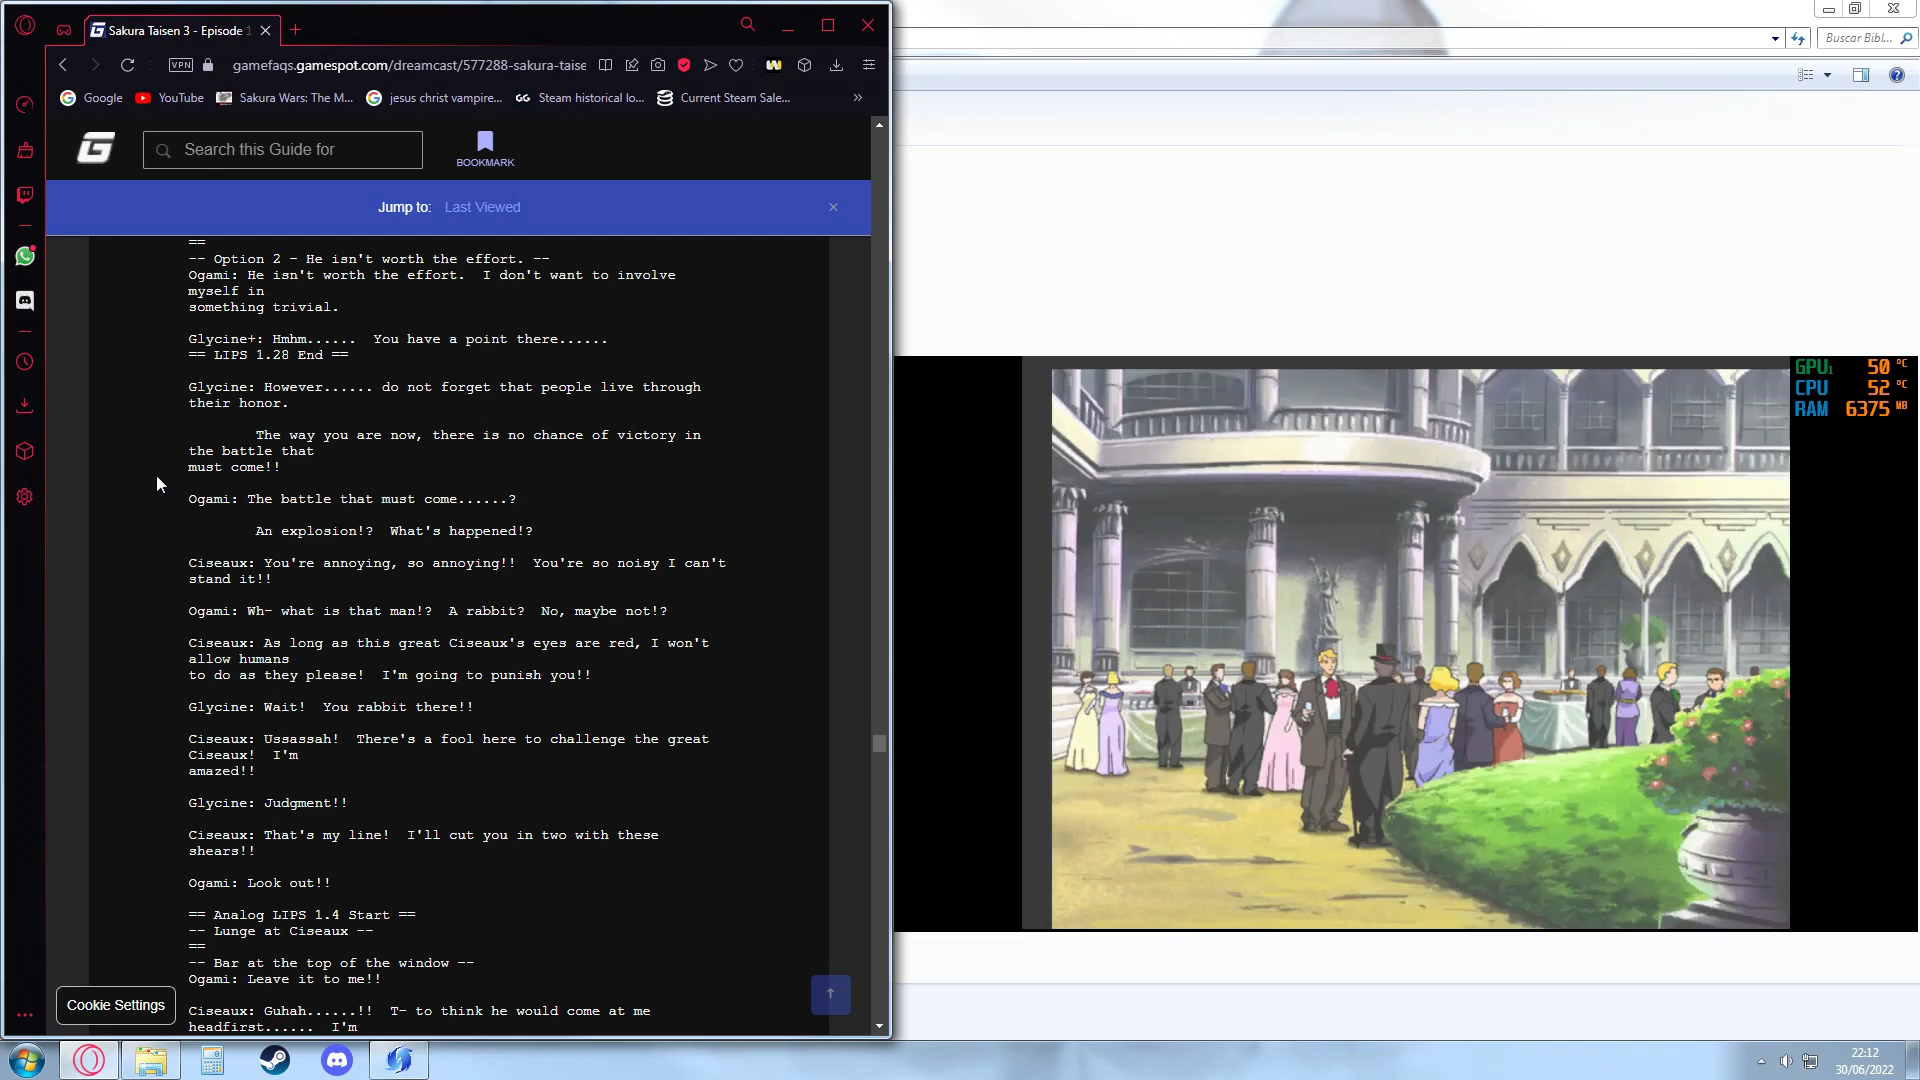 Sakura Taisen 3 - Episode 1
Buscar Bibl...
VPN
gamefaqs.gamespot.com/dreamcast/577288-sakura-taise
Google
YouTube
Sakura Wars: The M...
jesus christ vampire...
GG
Steam historical lo...
Current Steam Sale...
Search this Guide for
BOOKMARK
Jump to: Last Viewed
==
-- Option 2 - He isn't worth the effort. --
Ogami: He isn't worth the effort.  I don't want to involve
myself in
something trivial.
Glycine+: Hmhm......  You have a point there......
== LIPS 1.28 End ==
Glycine: However...... do not forget that people live through
their honor.
The way you are now, there is no chance of victory in
the battle that
must come!!
Ogami: The battle that must come......?
An explosion!?  What's happened!?
Ciseaux: You're annoying, so annoying!!  You're so noisy I can't
stand it!!
Ogami: Wh- what is that man!?  A rabbit?  No, maybe not!?
Ciseaux: As long as this great Ciseaux's eyes are red, I won't
allow humans
to do as they please!  I'm going to punish you!!
Glycine: Wait!  You rabbit there!!
Ciseaux: Ussassah!  There's a fool here to challenge the great
Ciseaux!  I'm
amazed!!
Glycine: Judgment!!
Ciseaux: That's my line!  I'll cut you in two with these
shears!!
Ogami: Look out!!
== Analog LIPS 1.4 Start ==
-- Lunge at Ciseaux --
==
-- Bar at the top of the window --
Ogami: Leave it to me!!
Ciseaux: Guhah......!!  T- to think he would come at me
headfirst......  I'm
Cookie Settings
GPU1 50 °C
CPU 52 °C
RAM 6375 MB
22:12
30/06/2022